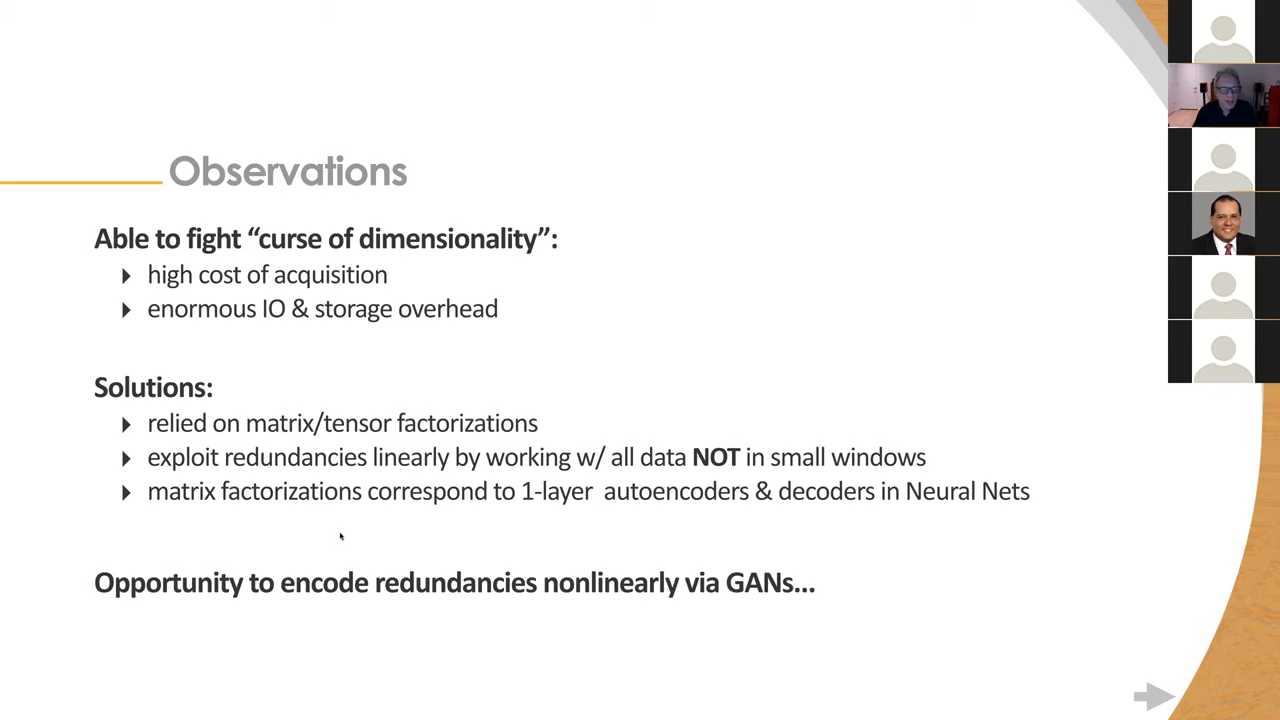 Observations
Able to fight “curse of dimensionality”:
high cost of acquisition
enormous IO & storage overhead
Solutions:
relied on matrix/tensor factorizations
exploit redundancies linearly by working w/ all data NOT in small windows
matrix factorizations correspond to 1-layer  autoencoders & decoders in Neural Nets
Opportunity to encode redundancies nonlinearly via GANs...